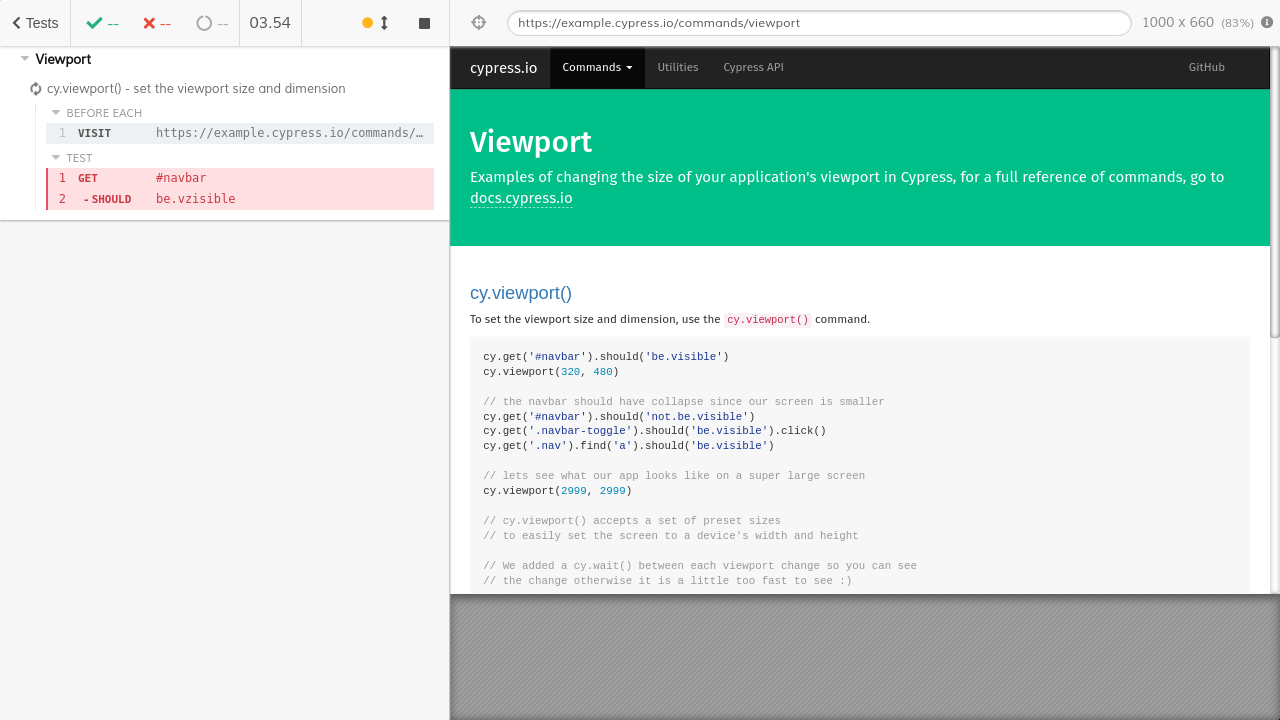 Tests -- -- -- 03.54
https://example.cypress.io/commands/viewport 1000 x 660 (83%)
Viewport
cy.viewport() - set the viewport size and dimension
BEFORE EACH
1 VISIT https://example.cypress.io/commands/…
TEST
1 GET #navbar
2 - SHOULD be.vzisible
cypress.io Commands Utilities Cypress API GitHub
Viewport
Examples of changing the size of your application's viewport in Cypress, for a full reference of commands, go to
docs.cypress.io
cy.viewport()
To set the viewport size and dimension, use the cy.viewport() command.
cy.get('#navbar').should('be.visible')
cy.viewport(320, 480)
// the navbar should have collapse since our screen is smaller
cy.get('#navbar').should('not.be.visible')
cy.get('.navbar-toggle').should('be.visible').click()
cy.get('.nav').find('a').should('be.visible')
// lets see what our app looks like on a super large screen
cy.viewport(2999, 2999)
// cy.viewport() accepts a set of preset sizes
// to easily set the screen to a device's width and height
// We added a cy.wait() between each viewport change so you can see
// the change otherwise it is a little too fast to see :)